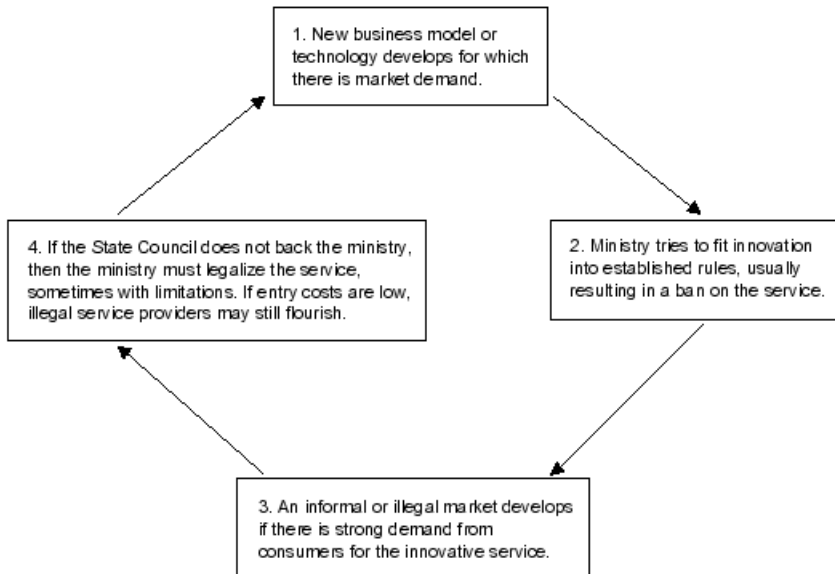 1. New business model or
technology develops for which
there is market demand.
2. Ministry tries to fit innovation
into established rules, usually
resulting in a ban on the service.
3. An informal or illegal market develops
if there is strong demand from
consumers for the innovative service.
4. If the State Council does not back the ministry,
then the ministry must legalize the service,
sometimes with limitations. If entry costs are low,
illegal service providers may still flourish.